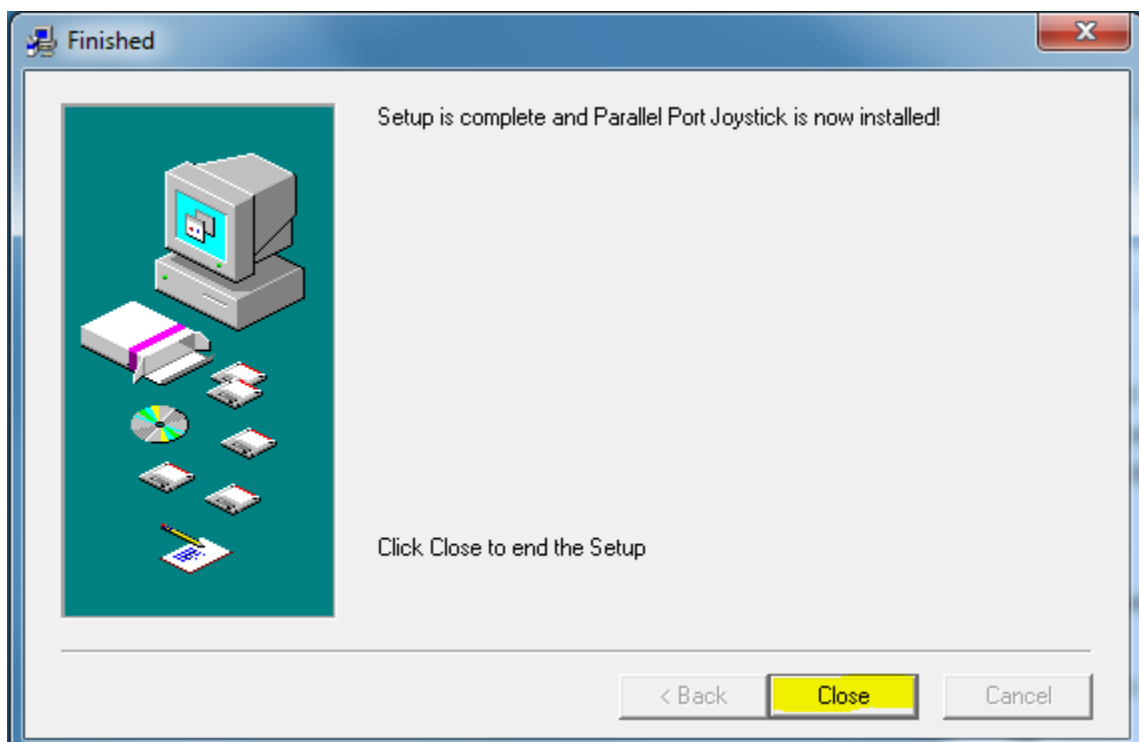 Finished
Setup is complete and Parallel Port Joystick is now installed!
Click Close to end the Setup
< Back
Close
Cancel